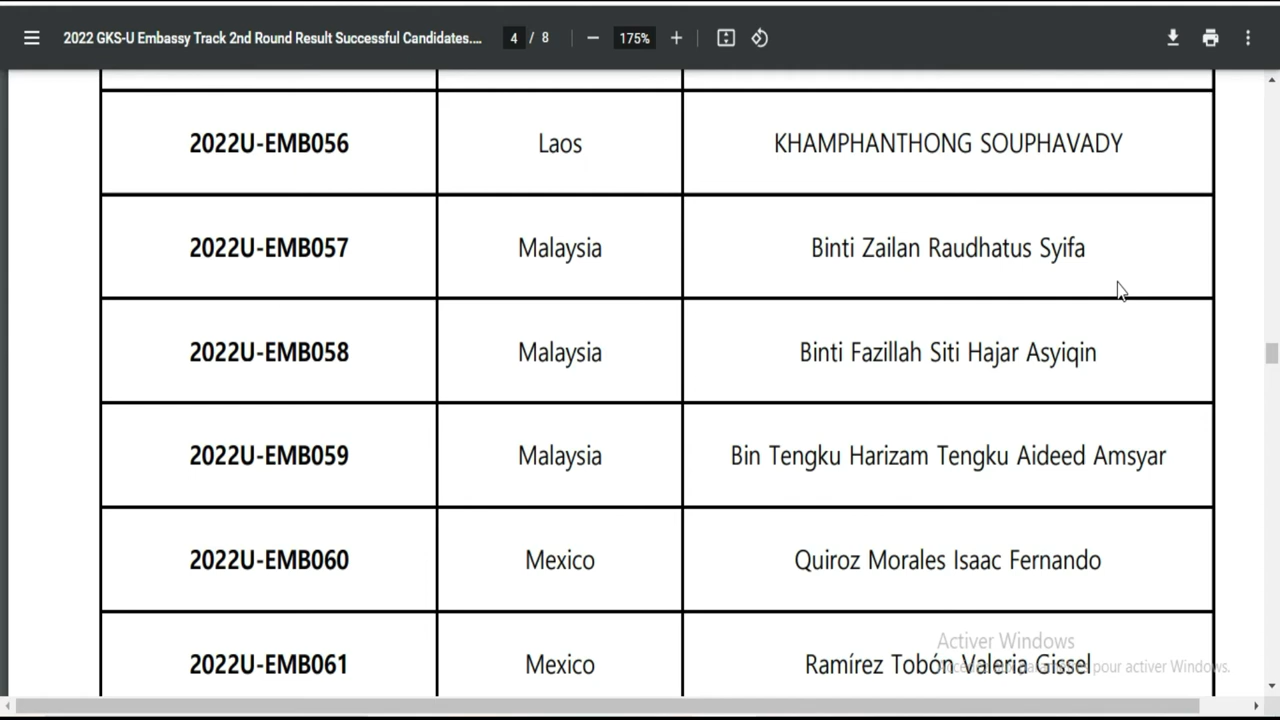 2022 GKS-U Embassy Track 2nd Round Result Successful Candidates.... 4 / 8 175%
2022U-EMB056 Laos KHAMPHANTHONG SOUPHAVADY
2022U-EMB057 Malaysia Binti Zailan Raudhatus Syifa
2022U-EMB058 Malaysia Binti Fazillah Siti Hajar Asyiqin
2022U-EMB059 Malaysia Bin Tengku Harizam Tengku Aideed Amsyar
2022U-EMB060 Mexico Quiroz Morales Isaac Fernando
Activer Windows
2022U-EMB061 Mexico Ramírez Tobón Valeria Gissel
pour activer Windows.